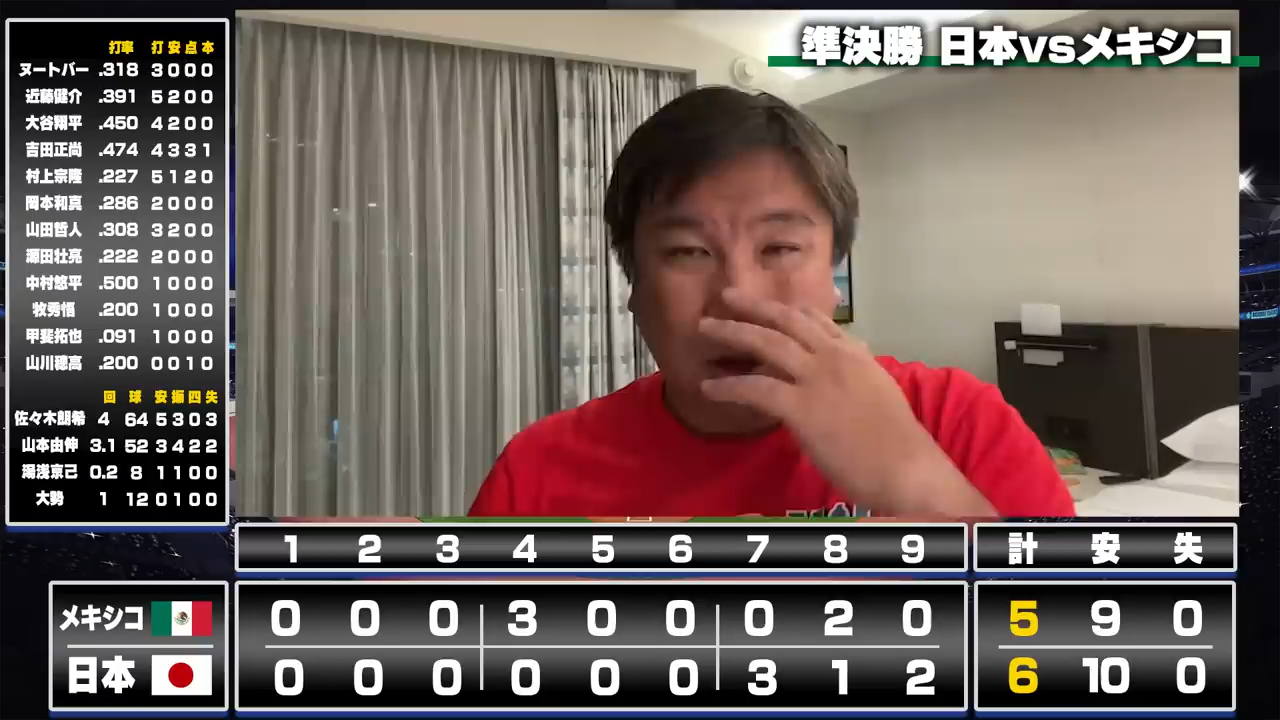 準決勝 日本vsメキシコ
打率 打 安 点 本
ヌートバー .318 3 0 0 0
近藤健介 .391 5 2 0 0
大谷翔平 .450 4 2 0 0
吉田正尚 .474 4 3 3 1
村上宗隆 .227 5 1 2 0
岡本和真 .286 2 0 0 0
山田哲人 .308 3 2 0 0
源田壮亮 .222 2 0 0 0
中村悠平 .500 1 0 0 0
牧秀悟 .200 1 0 0 0
甲斐拓也 .091 1 0 0 0
山川穂高 .200 0 0 1 0
回 球 安 振 四 失
佐々木朗希 4 64 5 3 0 3
山本由伸 3.1 52 3 4 2 2
湯浅京己 0.2 8 1 1 0 0
大勢 1 12 0 1 0 0
1 2 3 4 5 6 7 8 9 計 安 失
メキシコ 0 0 0 3 0 0 0 2 0 5 9 0
日本 0 0 0 0 0 0 3 1 2 6 10 0